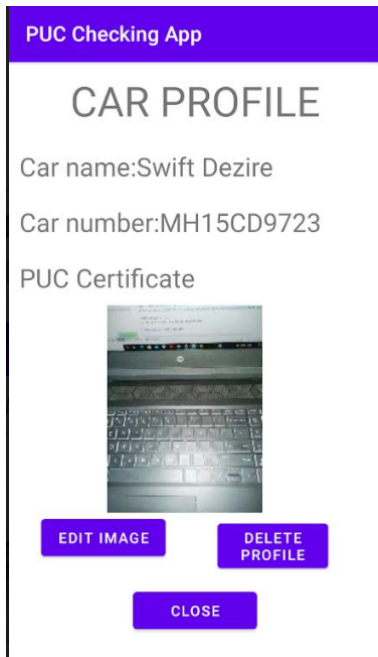 PUC Checking App
CAR PROFILE
Car name:Swift Dezire
Car number:MH15CD9723
PUC Certificate
EDIT IMAGE
DELETE
PROFILE
CLOSE